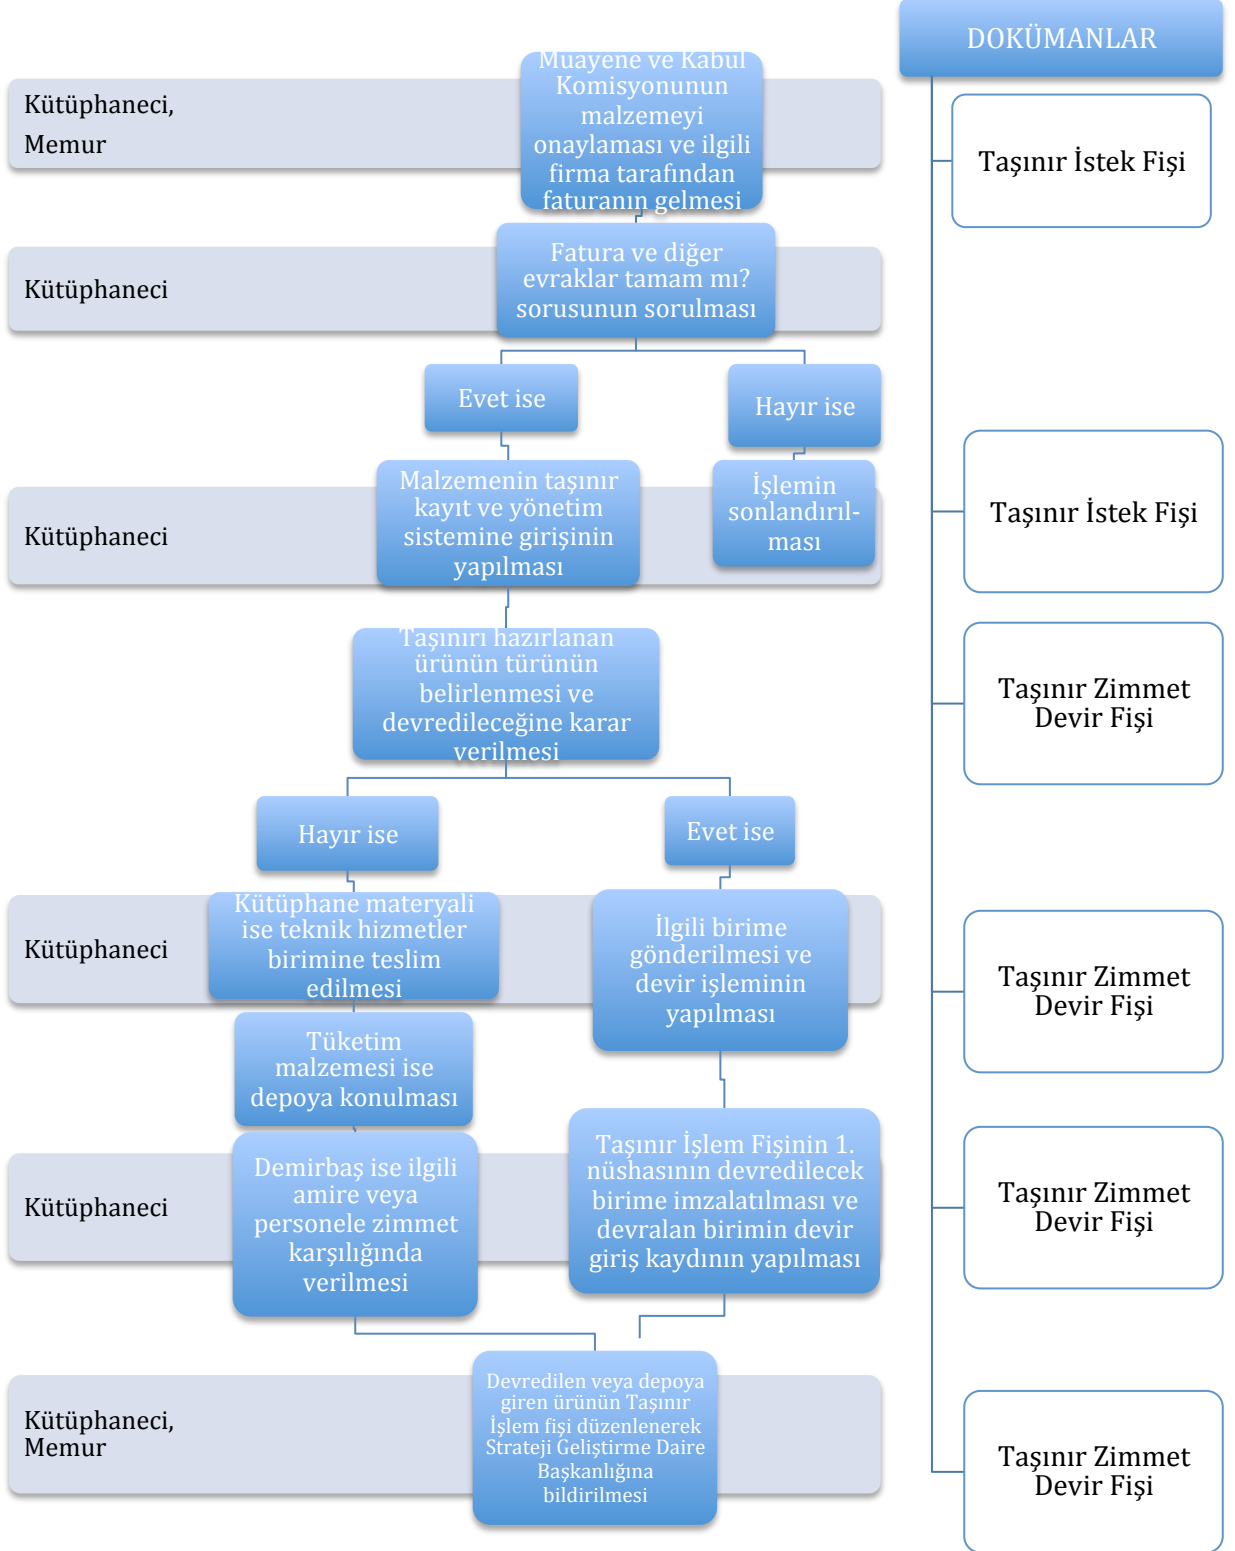 DOKÜMANLAR
Kütüphaneci,
Memur
Muayene ve Kabul
Komisyonunun
malzemeyi
onaylaması ve ilgili
firma tarafından
faturanın gelmesi
Taşınır İstek Fişi
Kütüphaneci
Fatura ve diğer
evraklar tamam mı?
sorusunun sorulması
Evet ise
Hayır ise
Kütüphaneci
Malzemenin taşınır
kayıt ve yönetim
sistemine girişinin
yapılması
İşlemin
sonlandırıl-
ması
Taşınır İstek Fişi
Taşınırı hazırlanan
ürünün türünün
belirlenmesi ve
devredileceğine karar
verilmesi
Taşınır Zimmet
Devir Fişi
Hayır ise
Evet ise
Kütüphaneci
Kütüphane materyali
ise teknik hizmetler
birimine teslim
edilmesi
İlgili birime
gönderilmesi ve
devir işleminin
yapılması
Taşınır Zimmet
Devir Fişi
Tüketim
malzemesi ise
depoya konulması
Kütüphaneci
Demirbaş ise ilgili
amire veya
personele zimmet
karşılığında
verilmesi
Taşınır İşlem Fişinin 1.
nüshasının devredilecek
birime imzalatılması ve
devralan birimin devir
giriş kaydının yapılması
Taşınır Zimmet
Devir Fişi
Kütüphaneci,
Memur
Devredilen veya depoya
giren ürünün Taşınır
İşlem fişi düzenlenerek
Strateji Geliştirme Daire
Başkanlığına
bildirilmesi
Taşınır Zimmet
Devir Fişi